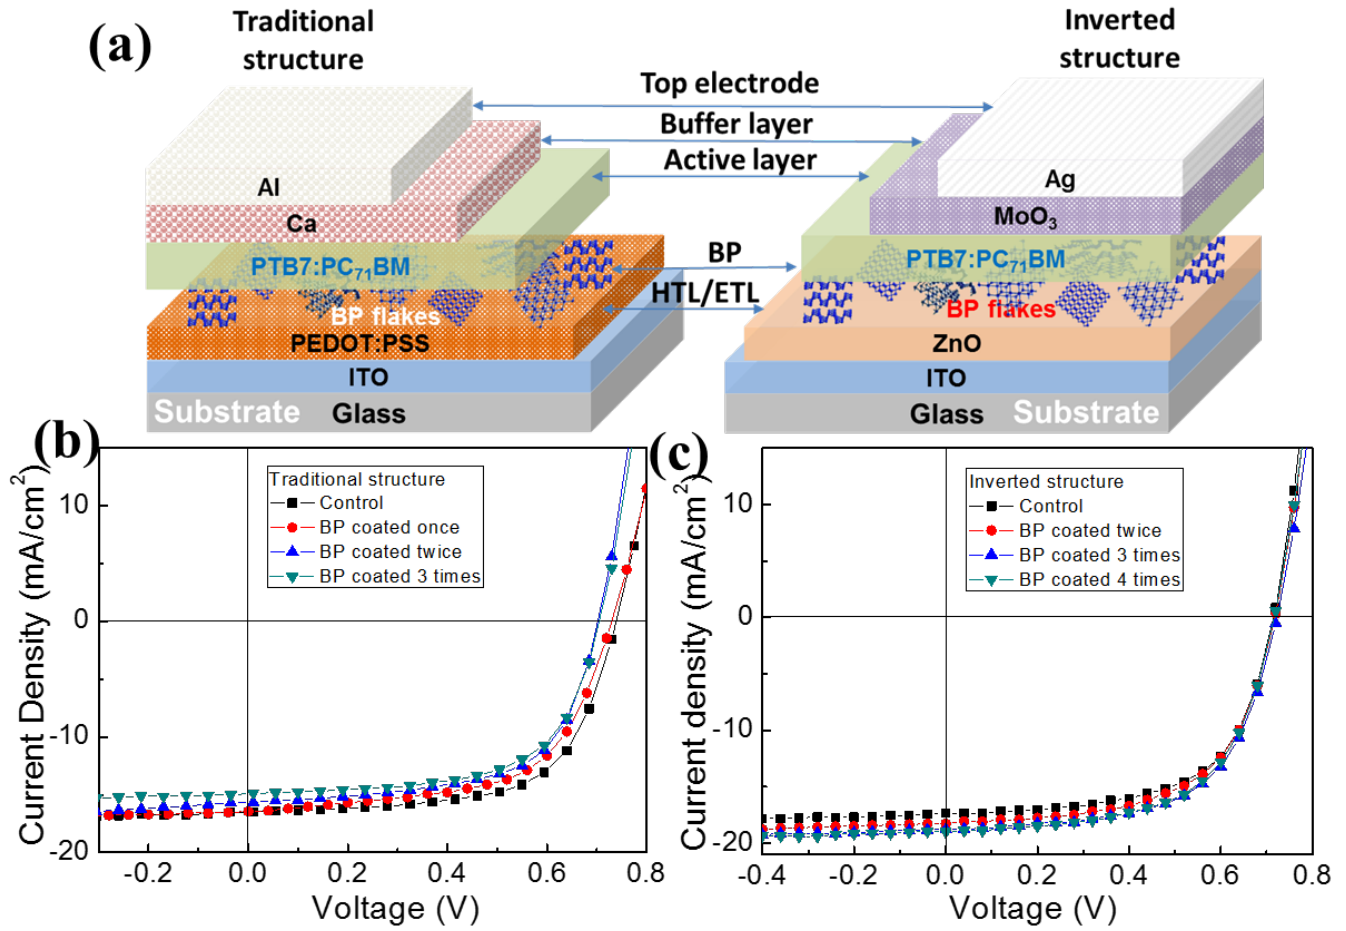 (a)
Traditional
structure
Inverted
structure
Top electrode
Buffer layer
Active layer
BP
HTL/ETL
Al
Ca
PTB7:PC71BM
BP flakes
PEDOT:PSS
ITO
Substrate Glass
Ag
MoO3
PTB7:PC71BM
BP flakes
ZnO
ITO
Glass Substrate
(b)
Traditional structure
Control
BP coated once
BP coated twice
BP coated 3 times
Current Density (mA/cm2)
10
0
-10
-20
-0.2 0.0 0.2 0.4 0.6 0.8
Voltage (V)
(c)
Inverted structure
Control
BP coated twice
BP coated 3 times
BP coated 4 times
Current density (mA/cm2)
10
0
-10
-20
-0.4 -0.2 0.0 0.2 0.4 0.6 0.8
Voltage (V)